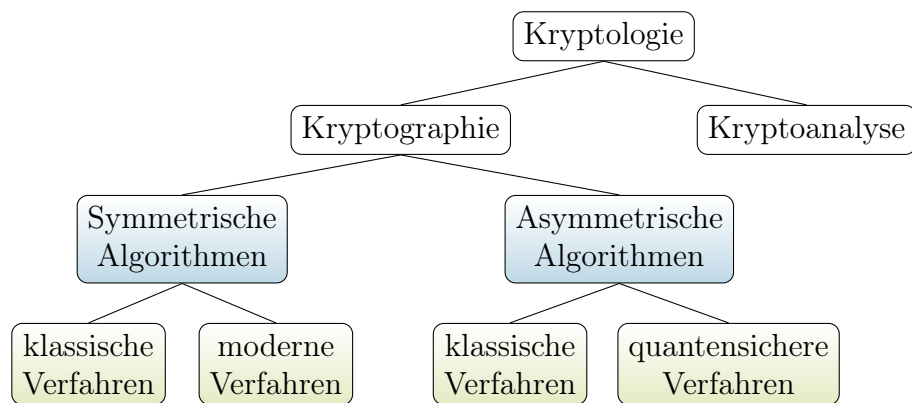 Kryptologie
Kryptographie
Kryptoanalyse
Symmetrische
Algorithmen
Asymmetrische
Algorithmen
klassische
Verfahren
moderne
Verfahren
klassische
Verfahren
quantensichere
Verfahren